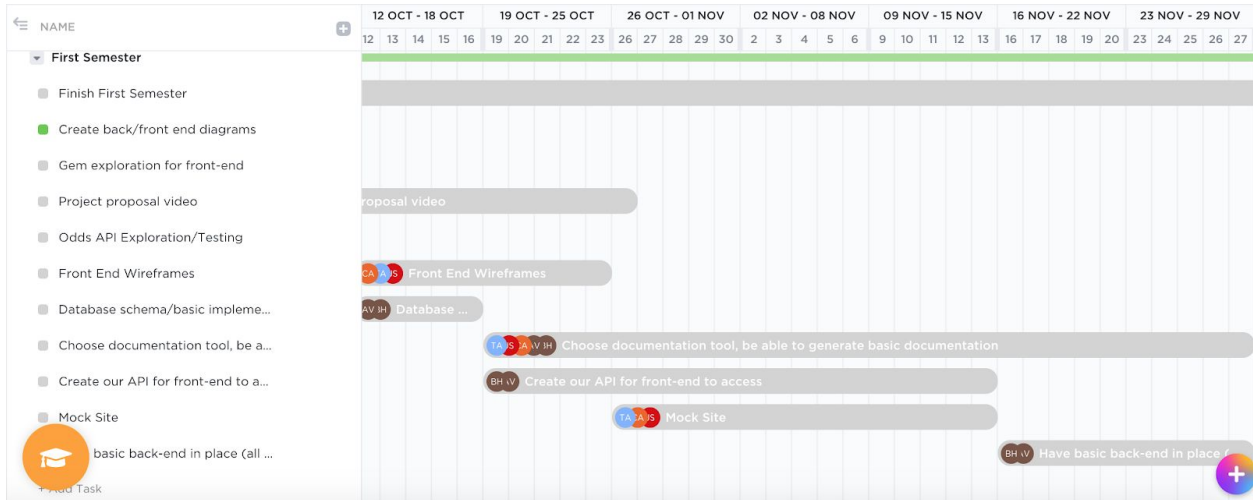 NAME
12 OCT - 18 OCT 19 OCT - 25 OCT 26 OCT - 01 NOV 02 NOV - 08 NOV 09 NOV - 15 NOV 16 NOV - 22 NOV 23 NOV - 29 NOV
12 13 14 15 16 19 20 21 22 23 26 27 28 29 30 2 3 4 5 6 9 10 11 12 13 16 17 18 19 20 23 24 25 26 27
First Semester
Finish First Semester
Create back/front end diagrams
Gem exploration for front-end
Project proposal video
roposal video
Odds API Exploration/Testing
Front End Wireframes
CA TA JS Front End Wireframes
Database schema/basic impleme...
AV BH Database ...
Choose documentation tool, be a...
TA JS CA AV BH Choose documentation tool, be able to generate basic documentation
Create our API for front-end to a...
BH AV Create our API for front-end to access
Mock Site
TA CA JS Mock Site
basic back-end in place (all ...
BH AV Have basic back-end in place (
+ Add Task